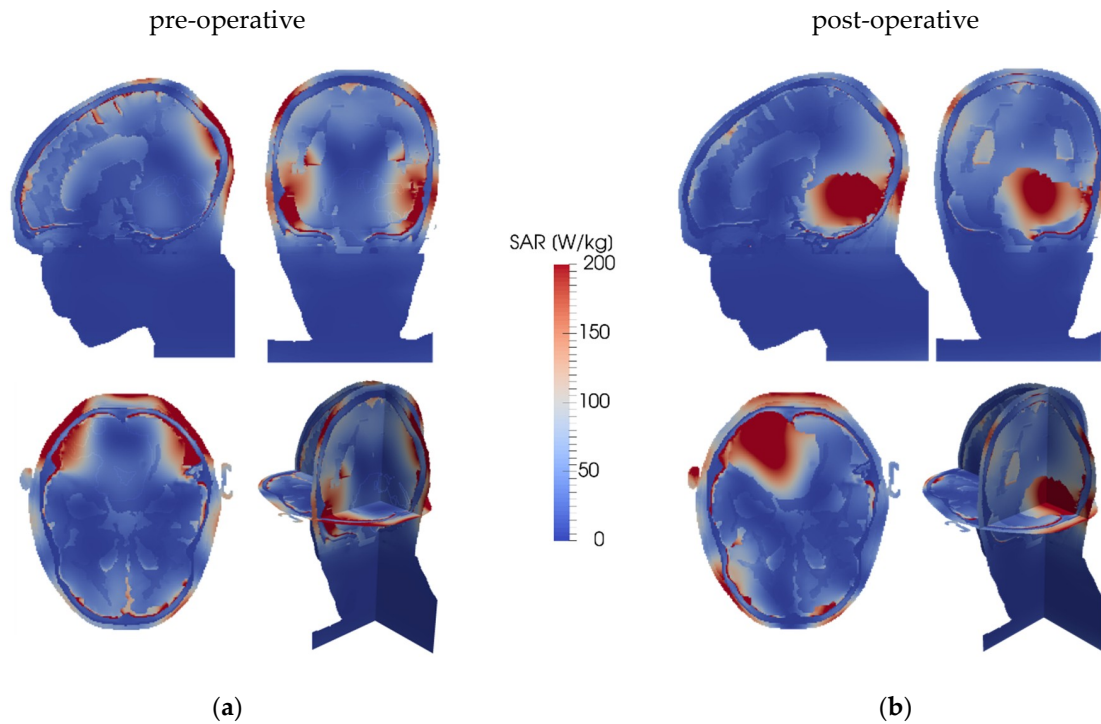 pre-operative
post-operative
SAR (W/kg)
200
150
100
50
0
(a)
(b)